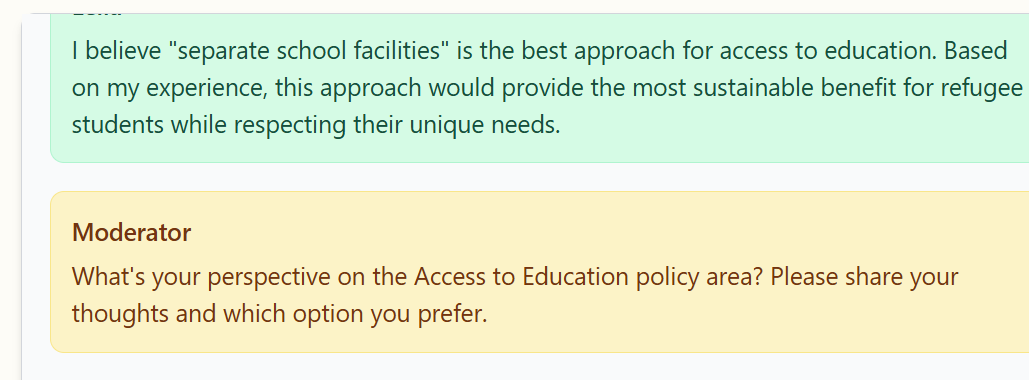 I believe "separate school facilities" is the best approach for access to education. Based
on my experience, this approach would provide the most sustainable benefit for refugee
students while respecting their unique needs.
Moderator
What's your perspective on the Access to Education policy area? Please share your
thoughts and which option you prefer.